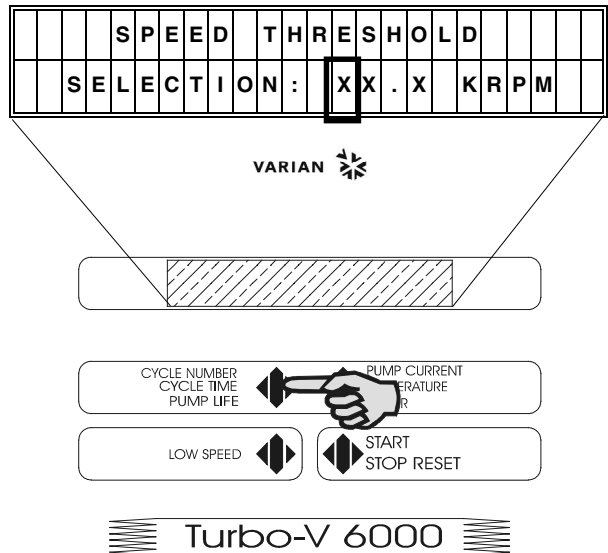 SPEED THRESHOLD
SELECTION: XX.X KRPM
VARIAN
CYCLE NUMBER
CYCLE TIME
PUMP LIFE
PUMP CURRENT
ERATURE
R
LOW SPEED
START
STOP RESET
Turbo-V 6000